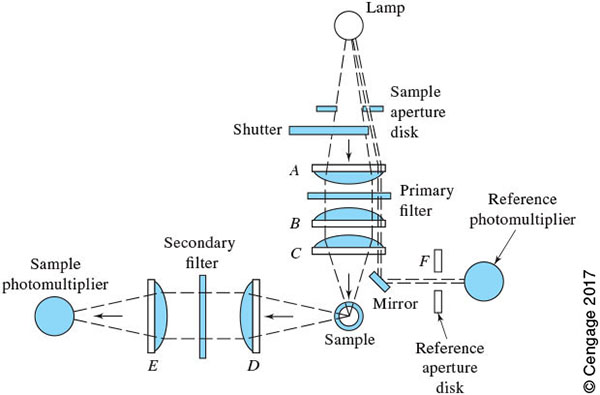 Lamp
Sample
aperture
disk
Shutter
A
Primary
filter
B
Reference
photomultiplier
C
F
Secondary
filter
Sample
photomultiplier
Mirror
Sample
E
D
Reference
aperture
disk
© Cengage 2017